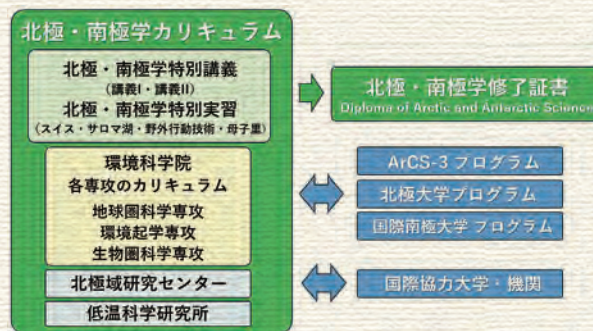 北極・南極学カリキュラム
北極・南極学特別講義
(講義I・講義II)
北極・南極学特別実習
(スイス・サロマ湖・野外行動技術・母子里)
環境科学院
各専攻のカリキュラム
地球圏科学専攻
環境起学専攻
生物圏科学専攻
北極域研究センター
低温科学研究所
北極・南極学修了証書
Diploma of Arctic and Antarctic Science
ArCS-3 プログラム
北極大学プログラム
国際南極大学 プログラム
国際協力大学・機関